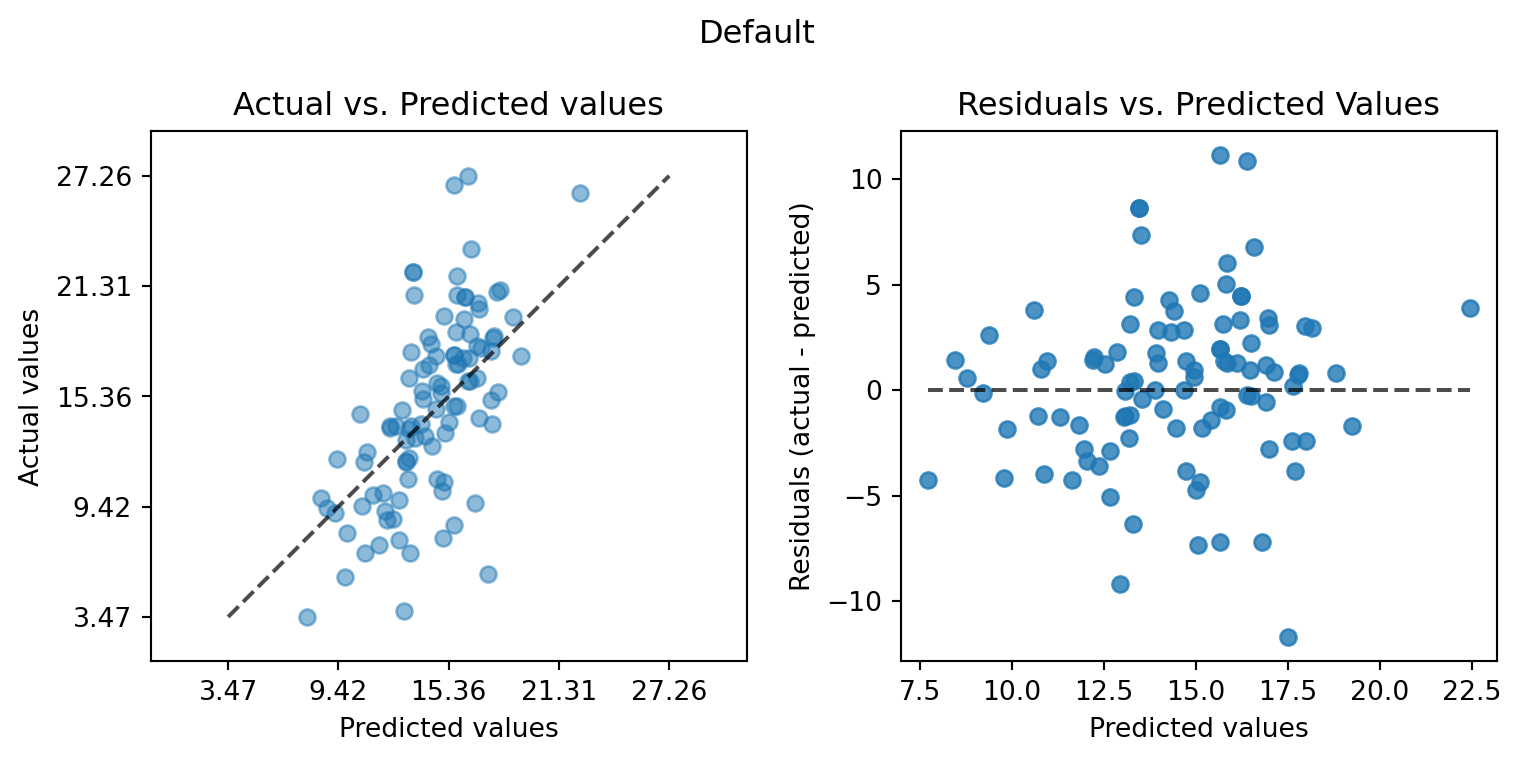 Default
Actual vs. Predicted values
27.26
21.31
15.36
9.42
3.47
Actual values
3.47 9.42 15.36 21.31 27.26
Predicted values
Residuals vs. Predicted Values
10
5
0
−5
−10
Residuals (actual - predicted)
7.5 10.0 12.5 15.0 17.5 20.0 22.5
Predicted values